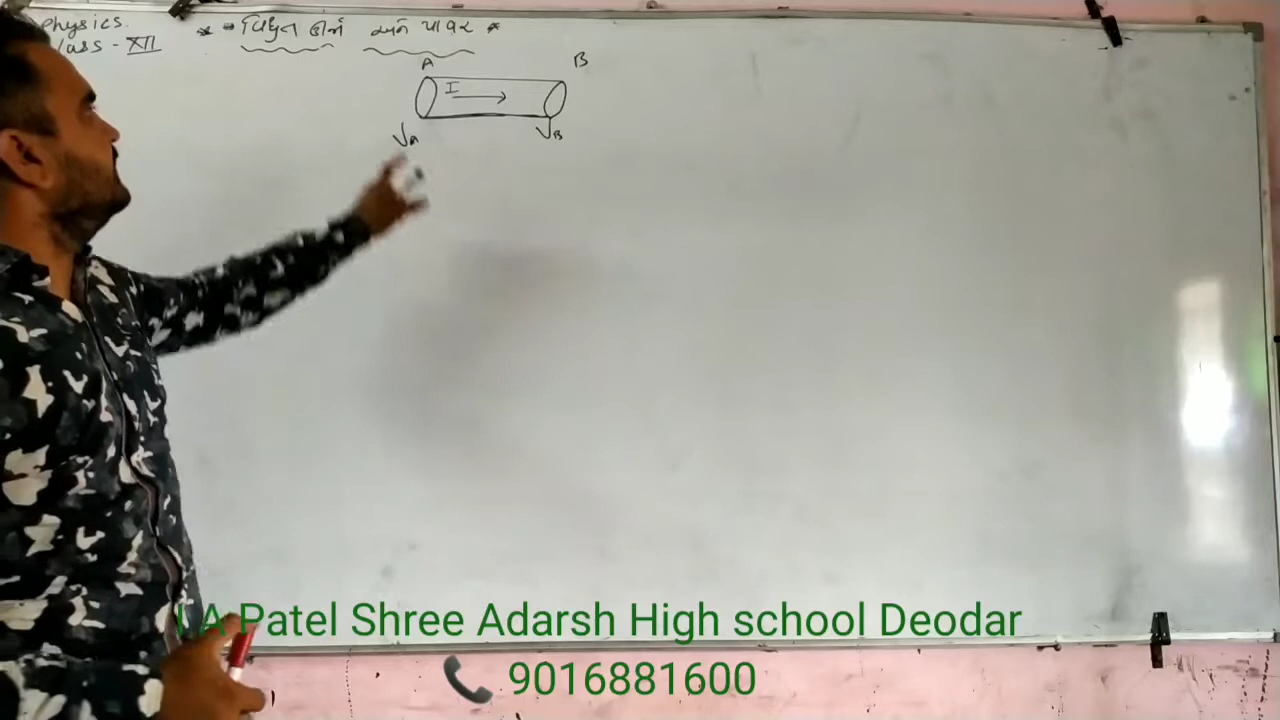 Physics.
Class - XII
* વિદ્યુત ઊર્જા અને પાવર *
A B
I
VA VB
I.A Patel Shree Adarsh High school Deodar
9016881600